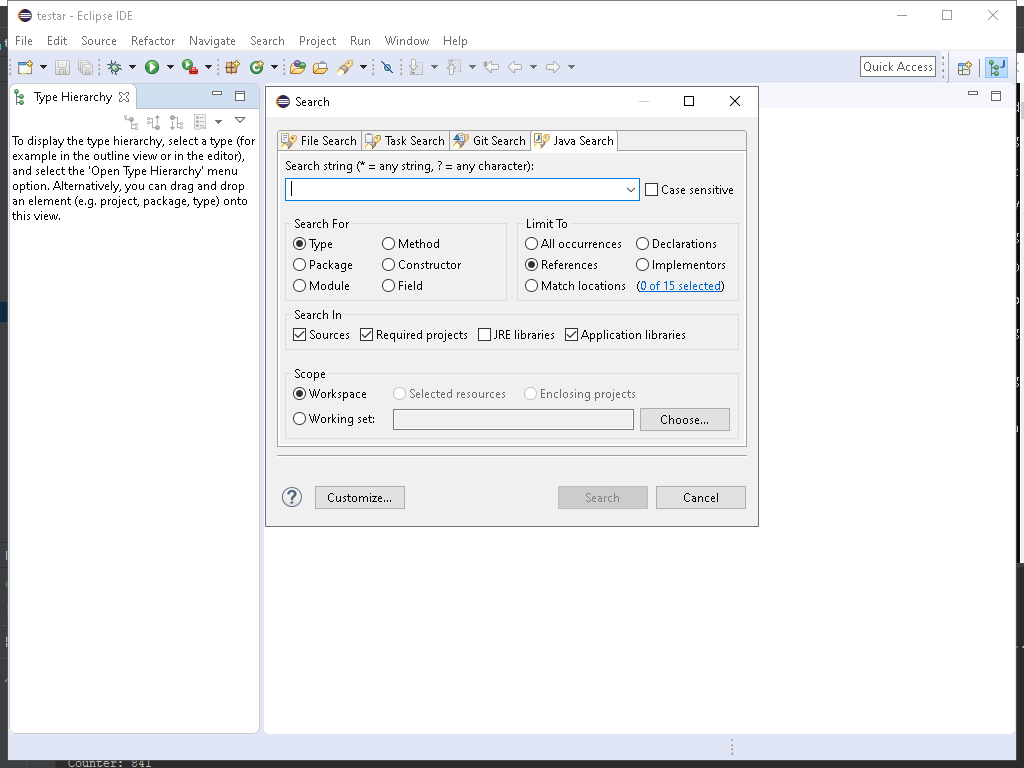 testar - Eclipse IDE
File Edit Source Refactor Navigate Search Project Run Window Help
Quick Access
Type Hierarchy
To display the type hierarchy, select a type (for
example in the outline view or in the editor),
and select the 'Open Type Hierarchy' menu
option. Alternatively, you can drag and drop
an element (e.g. project, package, type) onto
this view.
Search
File Search Task Search Git Search Java Search
Search string (* = any string, ? = any character):
Case sensitive
Search For
Type Method
Package Constructor
Module Field
Limit To
All occurrences Declarations
References Implementors
Match locations (0 of 15 selected)
Search In
Sources Required projects JRE libraries Application libraries
Scope
Workspace Selected resources Enclosing projects
Working set: Choose...
? Customize... Search Cancel
Counter: 841